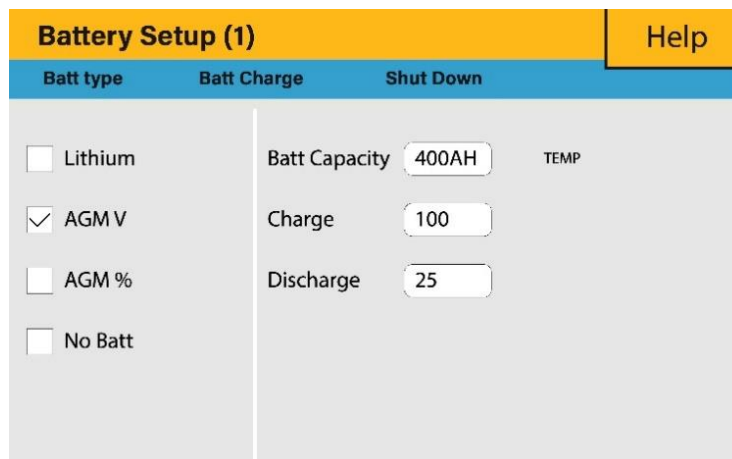 Battery Setup (1)
Help
Batt type Batt Charge Shut Down
Lithium
AGM V
AGM %
No Batt
Batt Capacity 400AH TEMP
Charge 100
Discharge 25